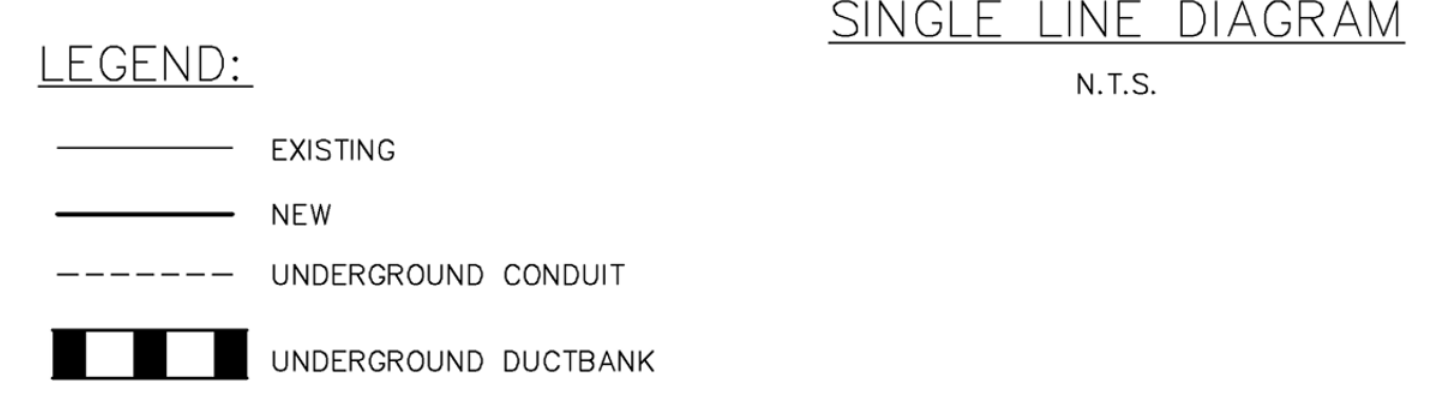 SINGLE LINE DIAGRAM
N.T.S.
LEGEND:
EXISTING
NEW
UNDERGROUND CONDUIT
UNDERGROUND DUCTBANK